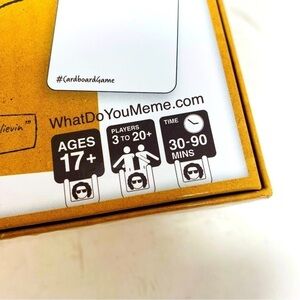 #CardboardGame
lievin'"
WhatDoYouMeme.com
AGES
17+
PLAYERS
3 TO 20+
TIME
30-90
MINS